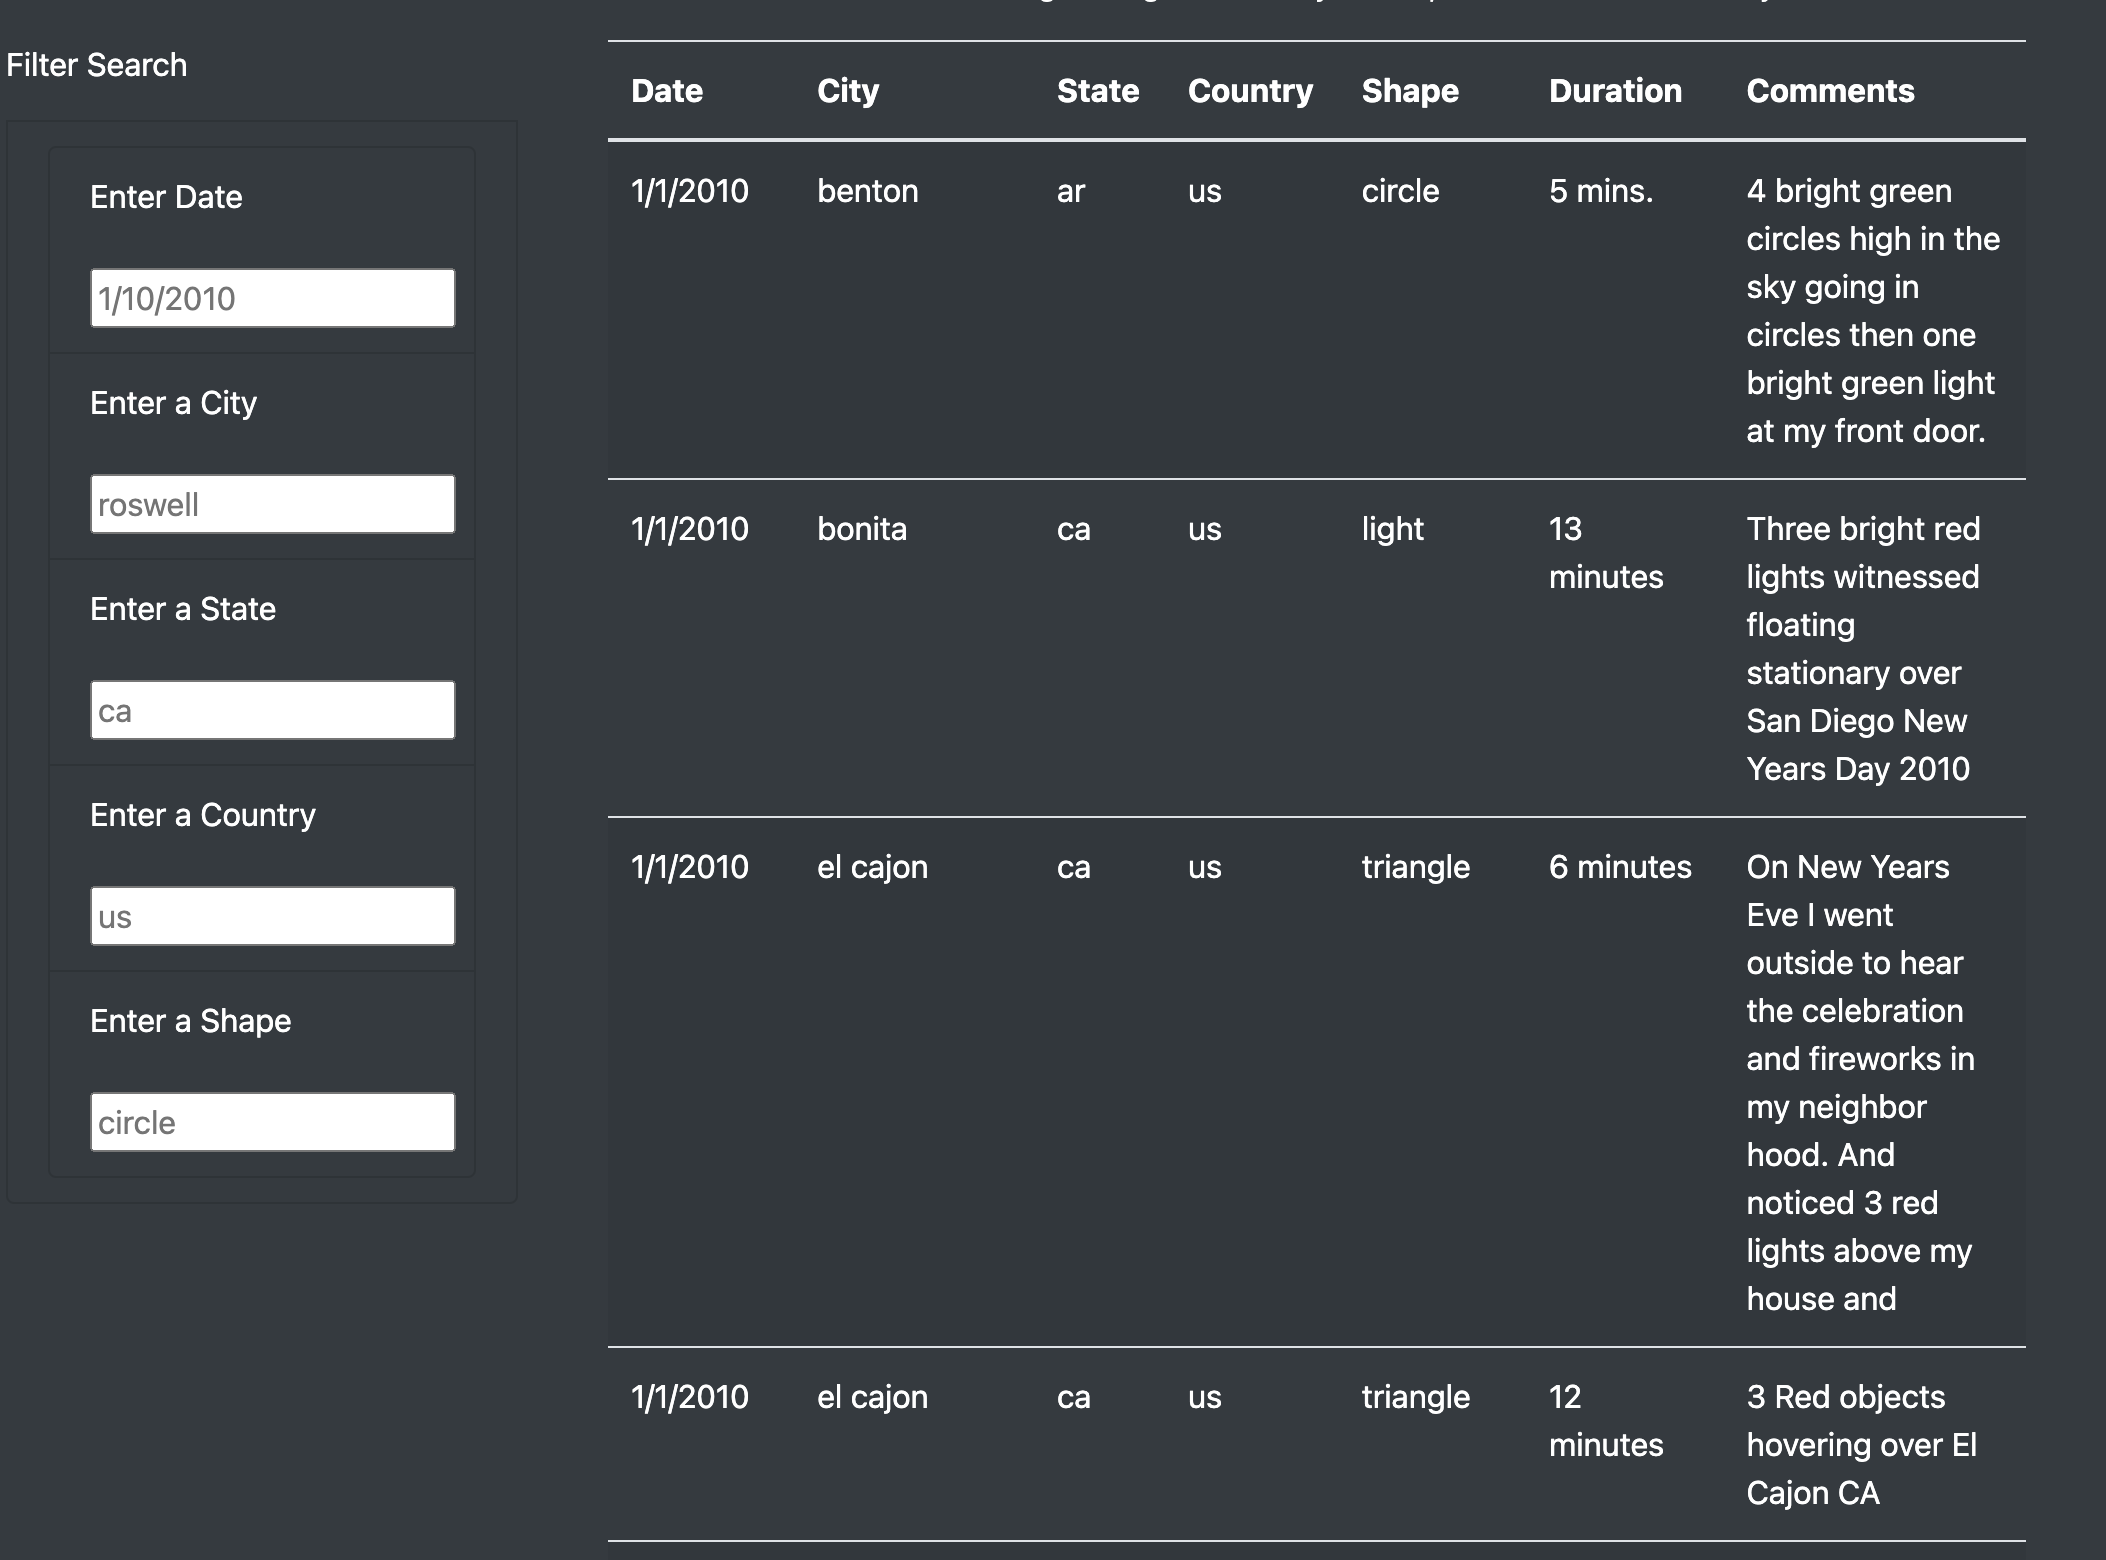 Filter Search
Enter Date
1/10/2010
Enter a City
roswell
Enter a State
ca
Enter a Country
us
Enter a Shape
circle
Date City State Country Shape Duration Comments
1/1/2010 benton ar us circle 5 mins. 4 bright green
circles high in the
sky going in
circles then one
bright green light
at my front door.
1/1/2010 bonita ca us light 13 Three bright red
minutes lights witnessed
floating
stationary over
San Diego New
Years Day 2010
1/1/2010 el cajon ca us triangle 6 minutes On New Years
Eve I went
outside to hear
the celebration
and fireworks in
my neighbor
hood. And
noticed 3 red
lights above my
house and
1/1/2010 el cajon ca us triangle 12 3 Red objects
minutes hovering over El
Cajon CA